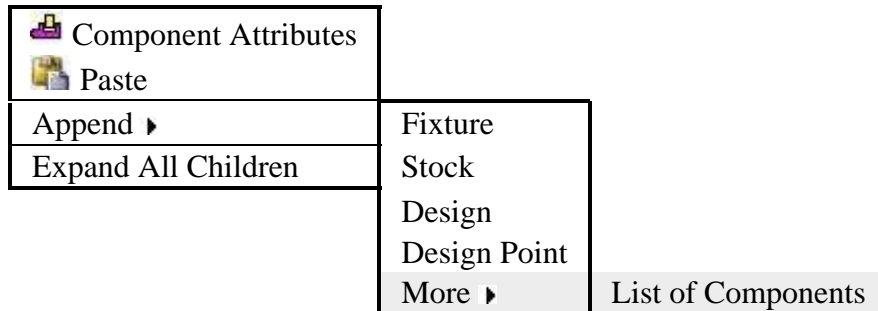 Component Attributes
Paste
Append
Fixture
Expand All Children
Stock
Design
Design Point
More
List of Components